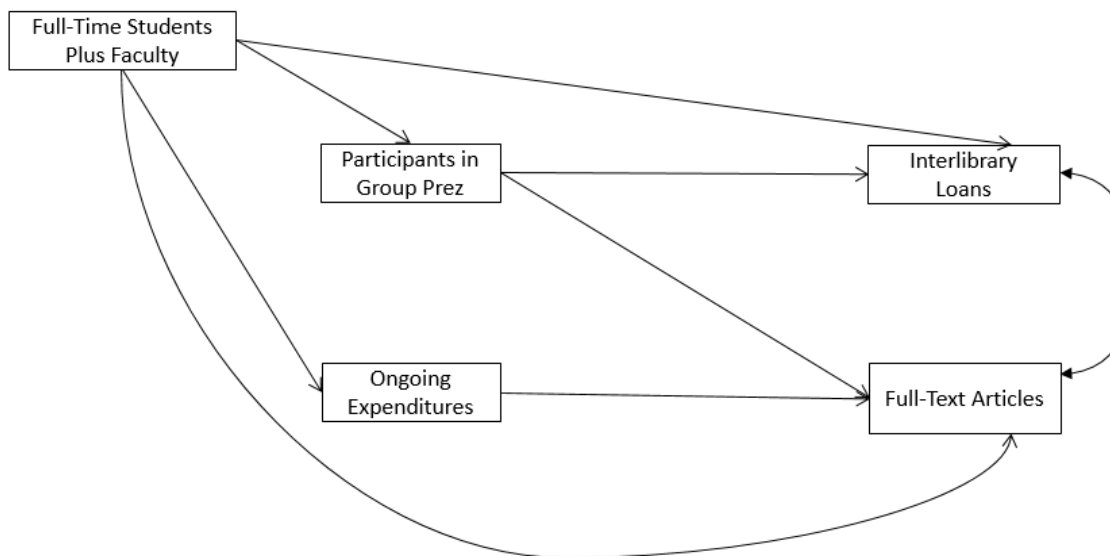 Full-Time Students
Plus Faculty
Participants in
Group Prez
Interlibrary
Loans
Ongoing
Expenditures
Full-Text Articles